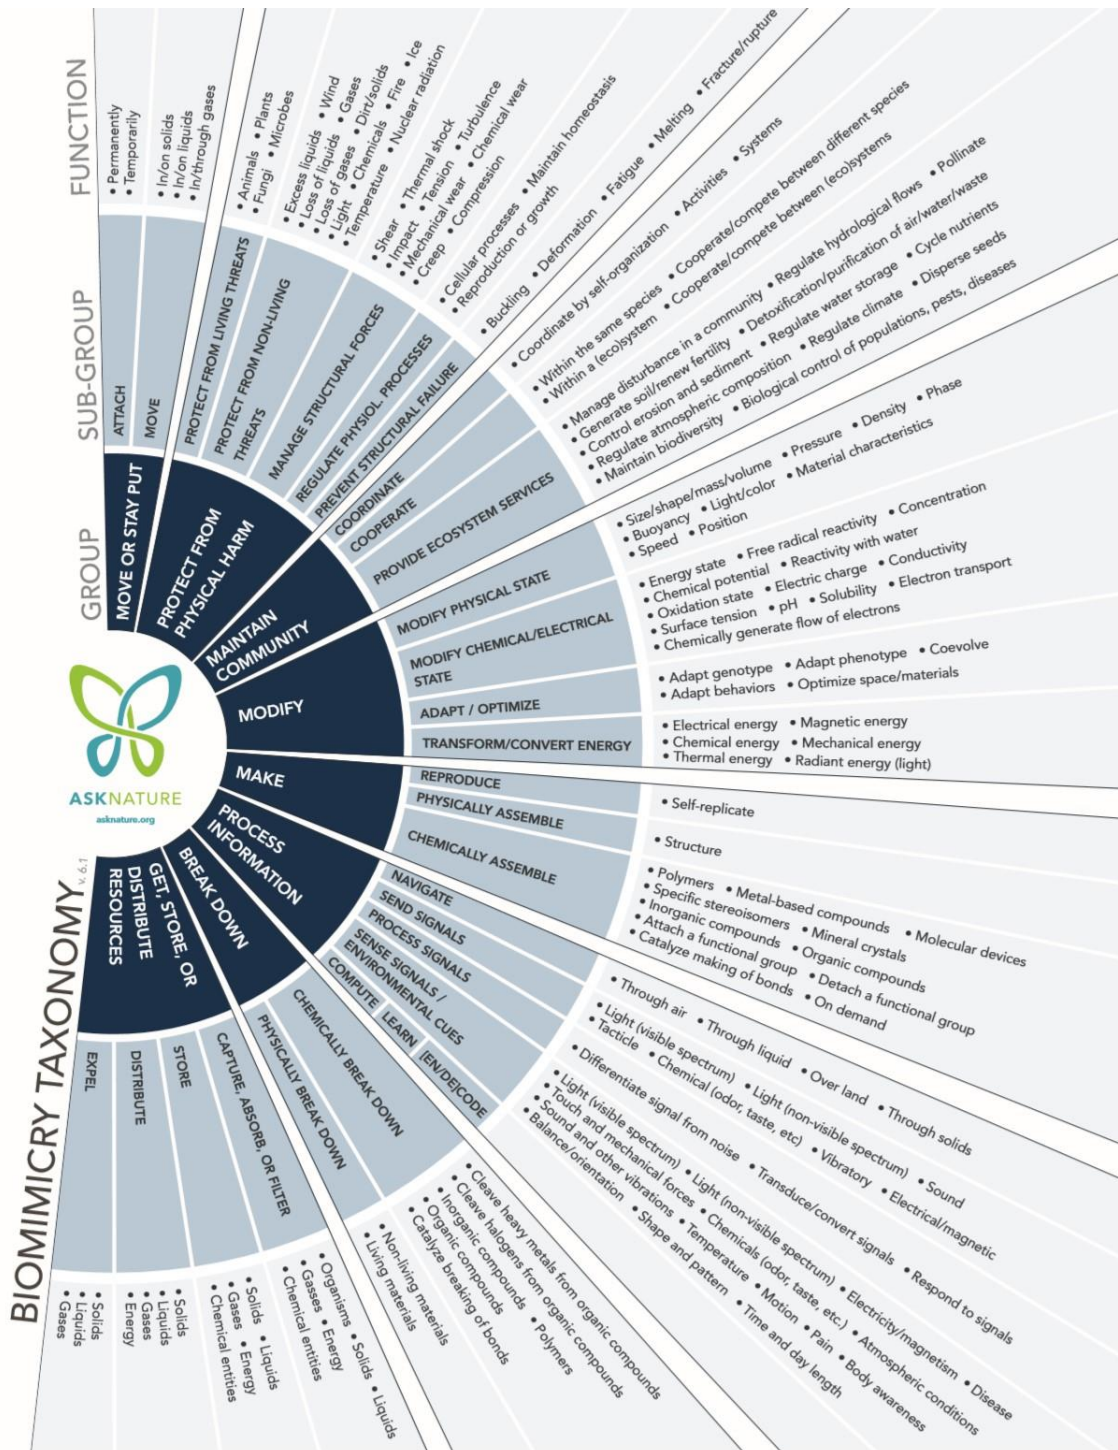 BIOMIMICRY TAXONOMY
v. 6.1
GROUP
SUB-GROUP
FUNCTION
ASKNATURE
asknature.org
MOVE OR STAY PUT
ATTACH
• Permanently
• Temporarily
MOVE
• In/on solids
• In/on liquids
• In/through gases
PROTECT FROM
PHYSICAL HARM
PROTECT FROM LIVING THREATS
• Animals • Plants
• Fungi • Microbes
PROTECT FROM NON-LIVING
THREATS
• Excess liquids • Wind
• Loss of liquids • Gases
• Loss of gases • Dirt/solids
• Light • Chemicals • Fire • Ice
• Temperature • Nuclear radiation
MANAGE STRUCTURAL FORCES
• Shear • Thermal shock
• Impact • Tension • Turbulence
• Mechanical wear • Chemical wear
• Creep • Compression
REGULATE PHYSIOL. PROCESSES
• Cellular processes • Maintain homeostasis
• Reproduction or growth
PREVENT STRUCTURAL FAILURE
• Buckling • Deformation • Fatigue • Melting • Fracture/rupture
MAINTAIN
COMMUNITY
COORDINATE
• Coordinate by self-organization • Activities • Systems
COOPERATE
• Within the same species • Cooperate/compete between different species
• Within a (eco)system • Cooperate/compete between (eco)systems
PROVIDE ECOSYSTEM SERVICES
• Manage disturbance in a community • Regulate hydrological flows • Pollinate
• Generate soil/renew fertility • Detoxification/purification of air/water/waste
• Control erosion and sediment • Regulate water storage • Cycle nutrients
• Regulate atmospheric composition • Regulate climate • Disperse seeds
• Maintain biodiversity • Biological control of populations, pests, diseases
MODIFY
MODIFY PHYSICAL STATE
• Size/shape/mass/volume • Pressure • Density • Phase
• Buoyancy • Light/color • Material characteristics
• Speed • Position
MODIFY CHEMICAL/ELECTRICAL
STATE
• Energy state • Free radical reactivity • Concentration
• Chemical potential • Reactivity with water
• Oxidation state • Electric charge • Conductivity
• Surface tension • pH • Solubility • Electron transport
• Chemically generate flow of electrons
ADAPT / OPTIMIZE
• Adapt genotype • Adapt phenotype • Coevolve
• Adapt behaviors • Optimize space/materials
TRANSFORM/CONVERT ENERGY
• Electrical energy • Magnetic energy
• Chemical energy • Mechanical energy
• Thermal energy • Radiant energy (light)
MAKE
REPRODUCE
• Self-replicate
PHYSICALLY ASSEMBLE
• Structure
CHEMICALLY ASSEMBLE
• Polymers • Metal-based compounds • Molecular devices
• Specific stereoisomers • Mineral crystals
• Inorganic compounds • Organic compounds
• Attach a functional group • Detach a functional group
• Catalyze making of bonds • On demand
PROCESS
INFORMATION
NAVIGATE
• Through air • Through liquid • Over land • Through solids
SEND SIGNALS
• Light (visible spectrum) • Light (non-visible spectrum) • Sound
• Tacticle • Chemical (odor, taste, etc) • Vibratory • Electrical/magnetic
PROCESS SIGNALS
• Differentiate signal from noise • Transduce/convert signals • Respond to signals
SENSE SIGNALS /
ENVIRONMENTAL CUES
• Light (visible spectrum) • Light (non-visible spectrum) • Electricity/magnetism • Disease
• Touch and mechanical forces • Chemicals (odor, taste, etc.) • Atmospheric conditions
• Sound and other vibrations • Temperature • Motion • Pain • Body awareness
• Balance/orientation • Shape and pattern • Time and day length
COMPUTE
LEARN
(EN/DE)CODE
BREAK DOWN
CHEMICALLY BREAK DOWN
• Cleave heavy metals from organic compounds
• Cleave halogens from organic compounds
• Inorganic compounds • Polymers
• Organic compounds
• Catalyze breaking of bonds
PHYSICALLY BREAK DOWN
• Non-living materials
• Living materials
GET, STORE, OR
DISTRIBUTE
RESOURCES
CAPTURE, ABSORB, OR FILTER
• Organisms • Solids • Liquids
• Gasses • Energy
• Chemical entities
STORE
• Solids • Liquids
• Gases • Energy
• Chemical entities
DISTRIBUTE
• Solids
• Liquids
• Gases
• Energy
EXPEL
• Solids
• Liquids
• Gases